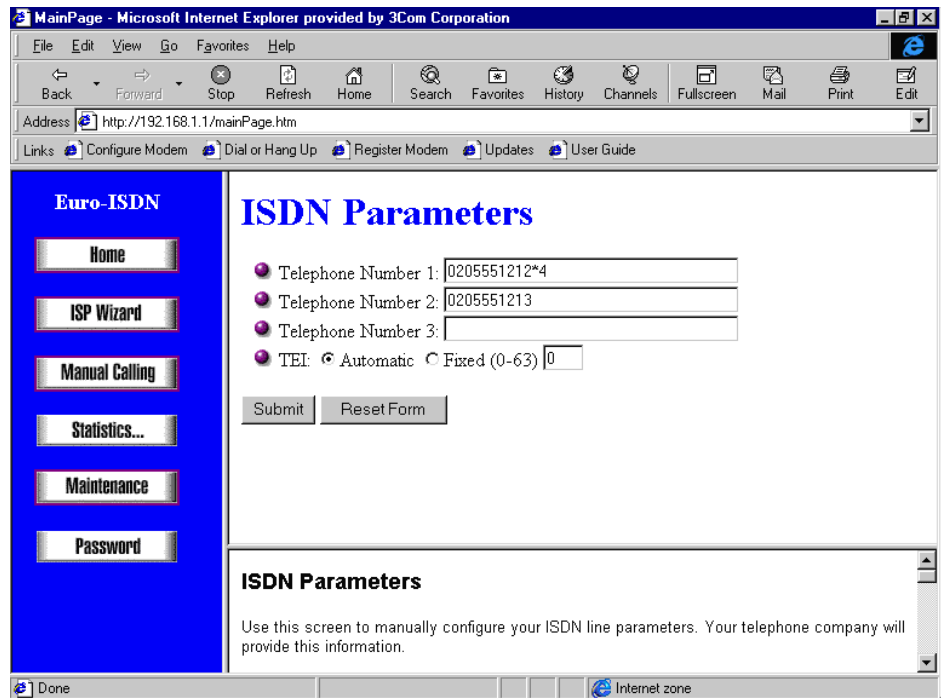 MainPage - Microsoft Internet Explorer provided by 3Com Corporation
File Edit View Go Favorites Help
Back Forward Stop Refresh Home Search Favorites History Channels Fullscreen Mail Print Edit
Address http://192.168.1.1/mainPage.htm
Links Configure Modem Dial or Hang Up Register Modem Updates User Guide
Euro-ISDN
Home
ISP Wizard
Manual Calling
Statistics...
Maintenance
Password
ISDN Parameters
Telephone Number 1: 0205551212*4
Telephone Number 2: 0205551213
Telephone Number 3:
TEI: Automatic Fixed (0-63) 0
Submit Reset Form
ISDN Parameters
Use this screen to manually configure your ISDN line parameters. Your telephone company will
provide this information.
Done Internet zone